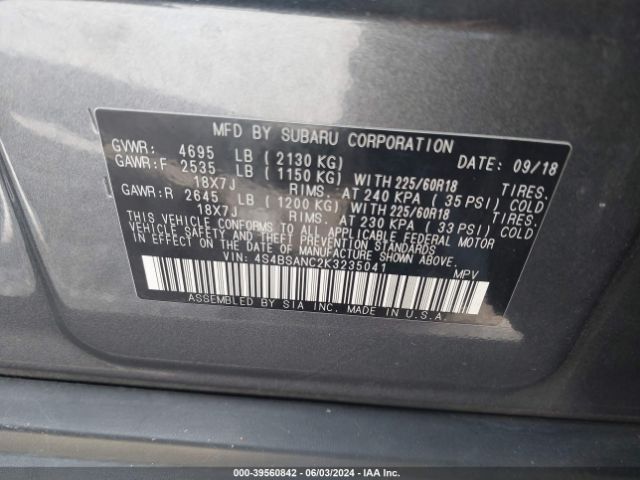 MFD BY SUBARU CORPORATION
GVWR: 4695 LB ( 2130 KG) DATE: 09/18
GAWR:F 2535 LB ( 1150 KG) WITH 225/60R18 TIRES.
18X7J RIMS. AT 240 KPA ( 35 PSI) COLD
GAWR:R 2645 LB ( 1200 KG) WITH 225/60R18 TIRES.
18X7J RIMS. AT 230 KPA ( 33 PSI) COLD
THIS VEHICLE CONFORMS TO ALL APPLICABLE FEDERAL MOTOR
VEHICLE SAFETY AND THEFT PREVENTION STANDARDS
IN EFFECT ON THE DATE OF MANUFACTURE SHOWN ABOVE.
VIN: 4S4BSANC2K3235041 MPV
ASSEMBLED BY SIA INC. MADE IN U.S.A.
000-39560842 - 06/03/2024 - IAA Inc.